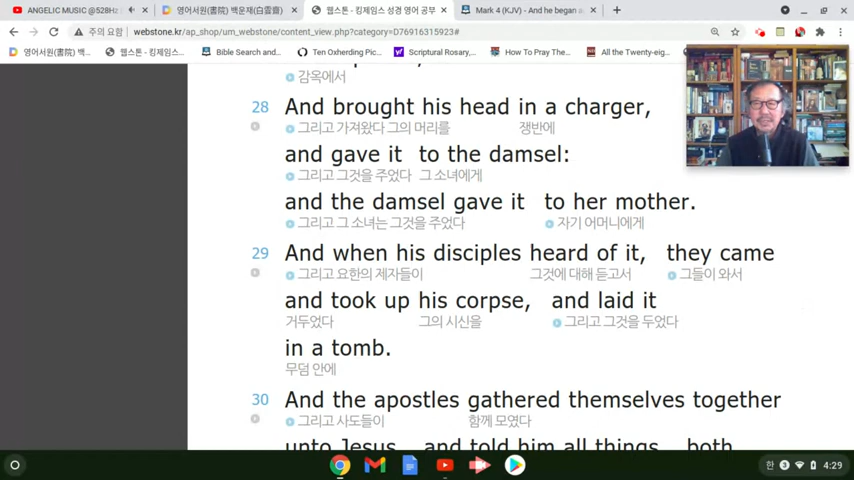 ANGELIC MUSIC @528Hz
영어서원(書院) 백운재(白雲齋)
웹스톤 - 킹제임스 성경 영어 공부
Mark 4 (KJV) - And he began a
주의 요함
webstone.kr/ap_shop/um_webstone/content_view.php?category=D76916315923#
영어서원(書院) 백...
웹스톤 - 킹제임스...
Bible Search and...
Ten Oxherding Pic...
Scriptural Rosary,...
How To Pray The...
All the Twenty-eig...
감옥에서
28 And brought his head in a charger,
그리고 가져왔다 그의 머리를 쟁반에
and gave it to the damsel:
그리고 그것을 주었다 그 소녀에게
and the damsel gave it to her mother.
그리고 그 소녀는 그것을 주었다 자기 어머니에게
29 And when his disciples heard of it, they came
그리고 요한의 제자들이 그것에 대해 듣고서 그들이 와서
and took up his corpse, and laid it
거두었다 그의 시신을 그리고 그것을 두었다
in a tomb.
무덤 안에
30 And the apostles gathered themselves together
그리고 사도들이 함께 모였다
unto Jesus, and told him all things, both
한 3 4:29